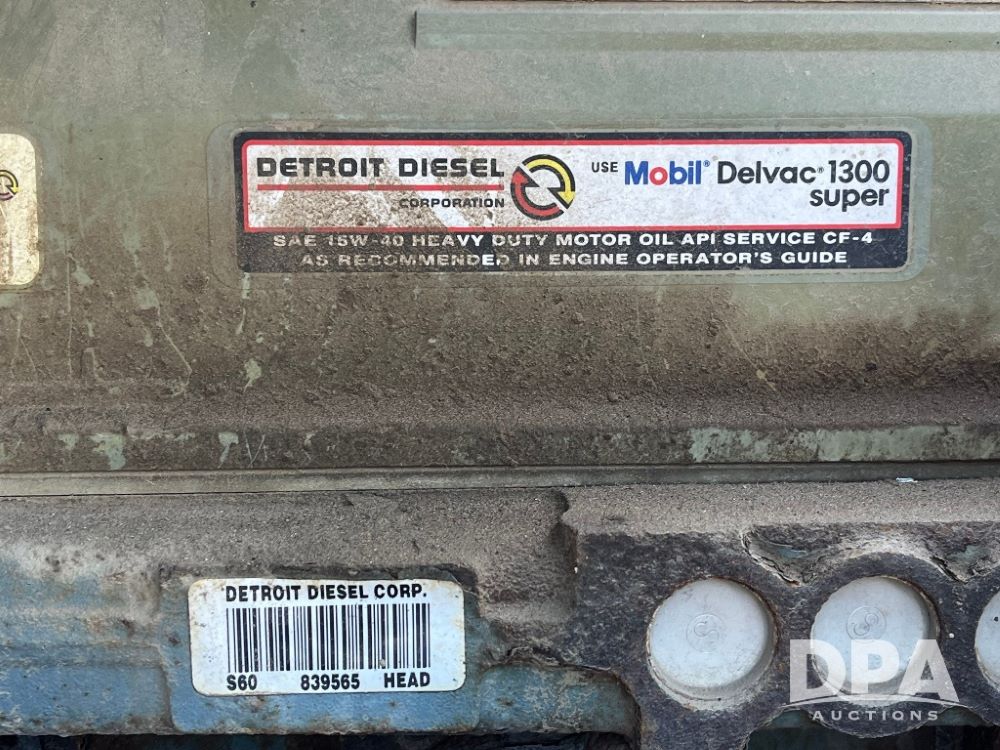 DETROIT DIESEL
CORPORATION
USE Mobil® Delvac® 1300
super
SAE 15W-40 HEAVY DUTY MOTOR OIL API SERVICE CF-4
AS RECOMMENDED IN ENGINE OPERATOR'S GUIDE
DETROIT DIESEL CORP.
S60 839565 HEAD
DPA
AUCTIONS